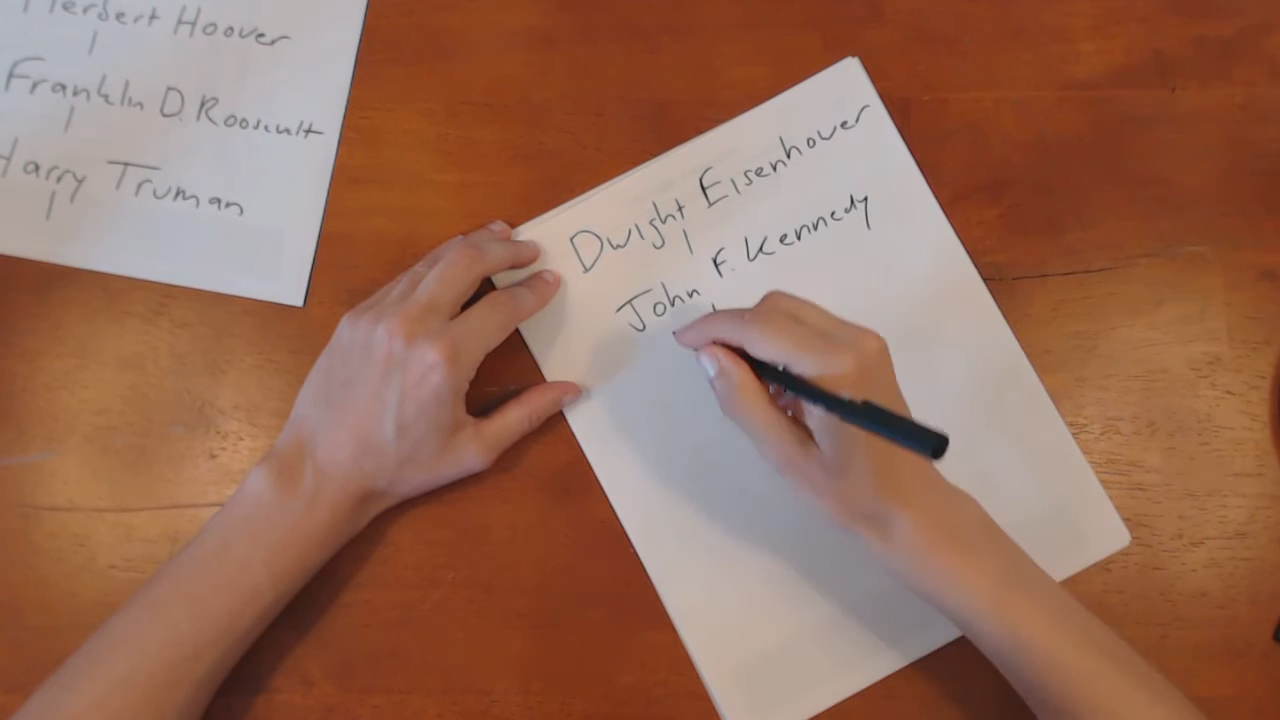 Herbert Hoover
Franklin D. Roosevelt
Harry Truman
Dwight Eisenhower
John F. Kennedy